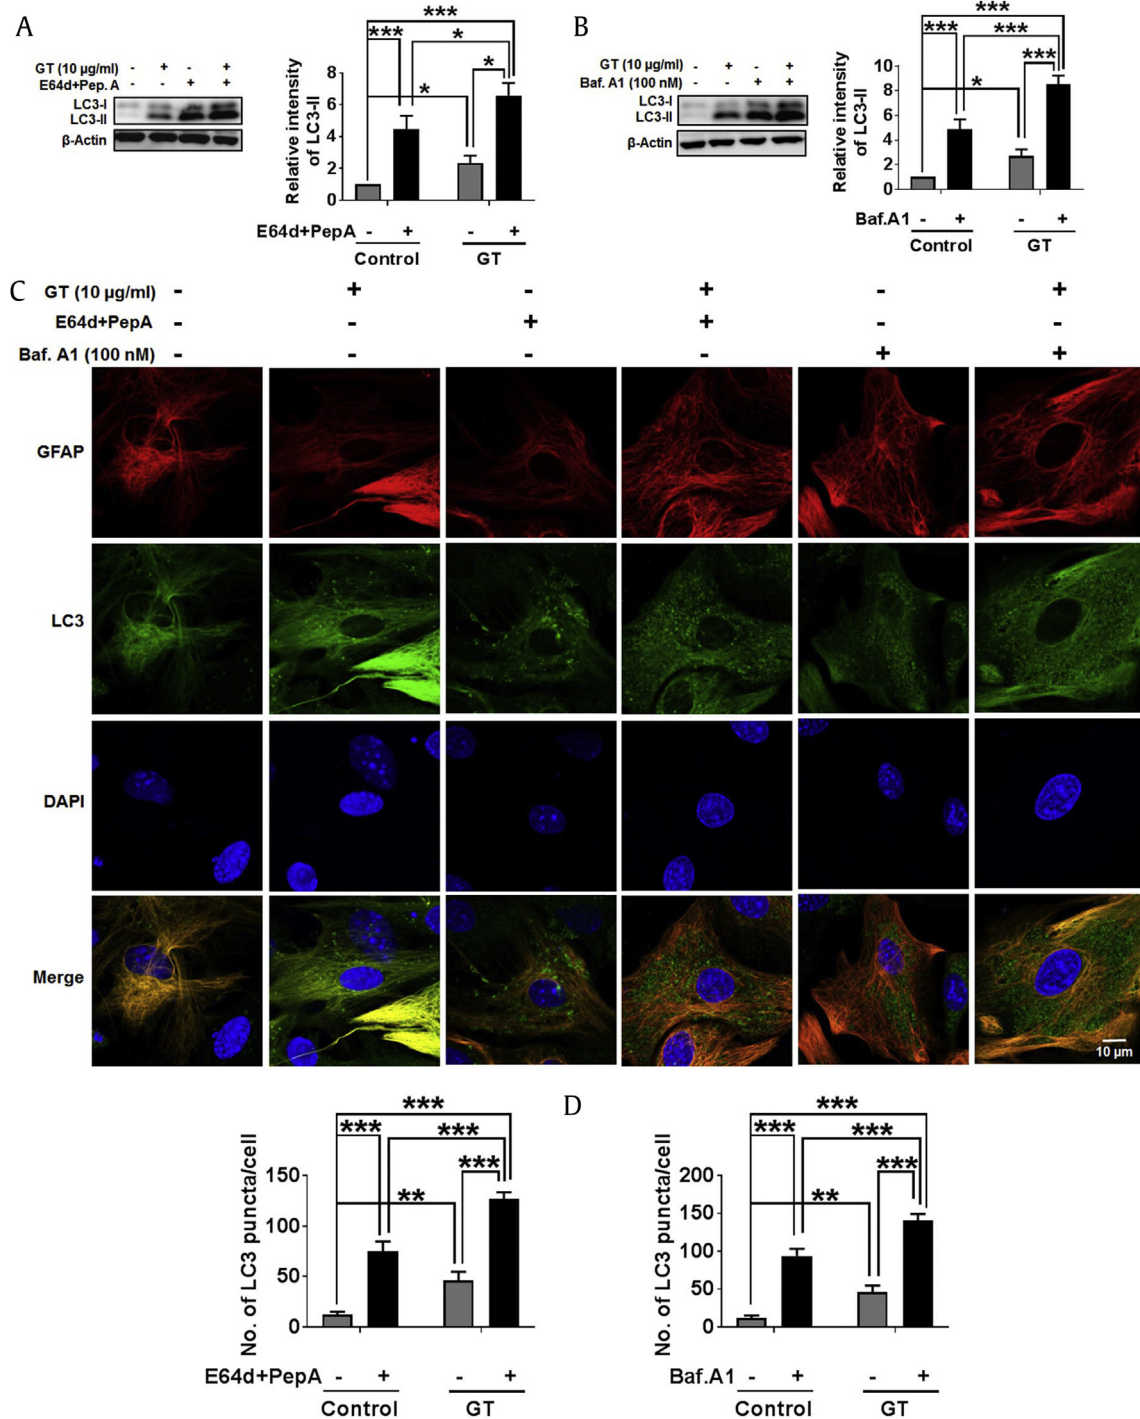 A
GT (10 µg/ml) - + - +
E64d+Pep. A - - + +
LC3-I
LC3-II
β-Actin
Relative intensity
of LC3-II
8
6
4
2
0
***
***
*
*
*
E64d+PepA - + - +
Control GT
B
GT (10 µg/ml) - + - +
Baf. A1 (100 nM) - - + +
LC3-I
LC3-II
β-Actin
Relative intensity
of LC3-II
10
8
6
4
2
0
***
***
***
***
*
Baf.A1 - + - +
Control GT
C
GT (10 µg/ml) - + - + - +
E64d+PepA - - + + - -
Baf. A1 (100 nM) - - - - + +
GFAP
LC3
DAPI
Merge
10 µm
No. of LC3 puncta/cell
150
100
50
0
***
***
***
***
**
E64d+PepA - + - +
Control GT
D
No. of LC3 puncta/cell
200
150
100
50
0
***
***
***
***
**
Baf.A1 - + - +
Control GT